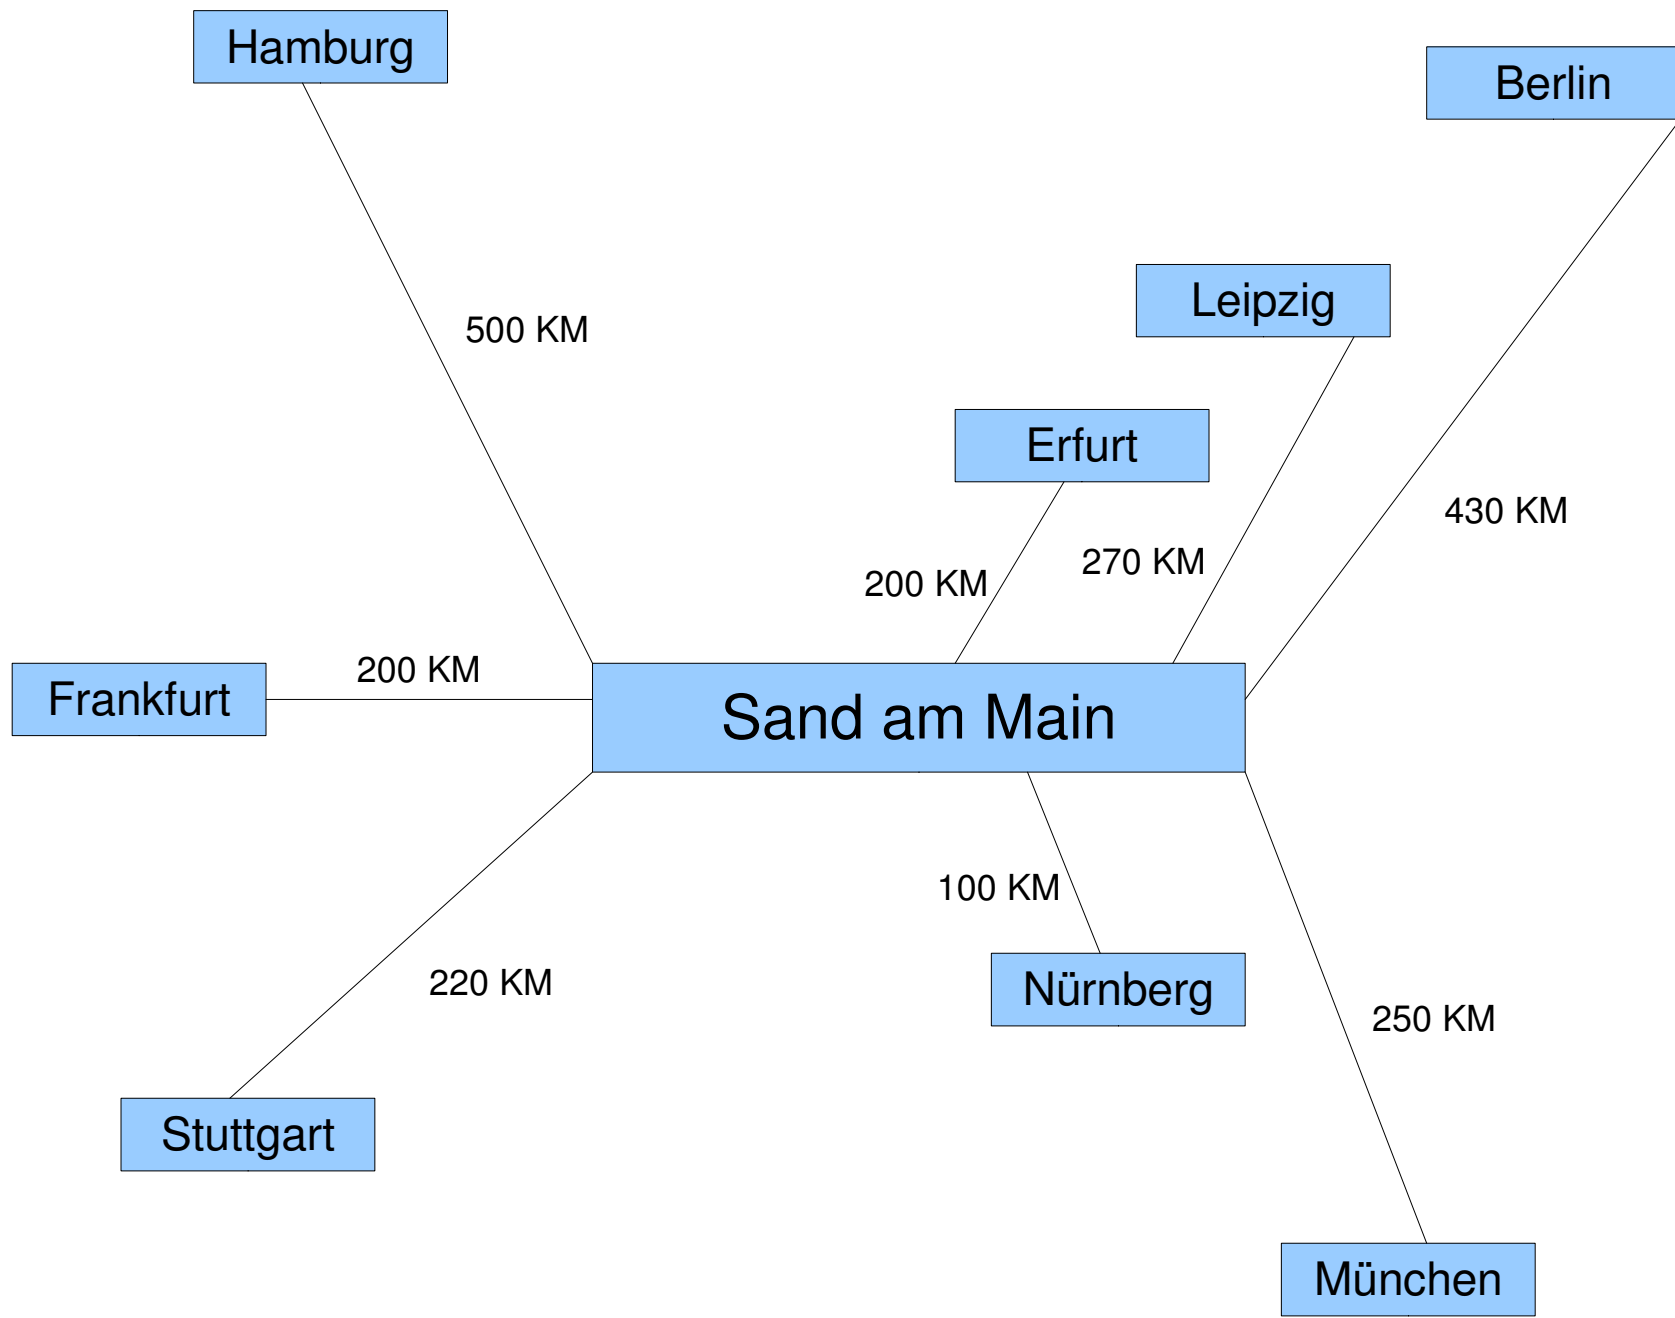 Hamburg
Berlin
Leipzig
500 KM
Erfurt
430 KM
270 KM
200 KM
200 KM
Frankfurt
Sand am Main
100 KM
220 KM
Nürnberg
250 KM
Stuttgart
München